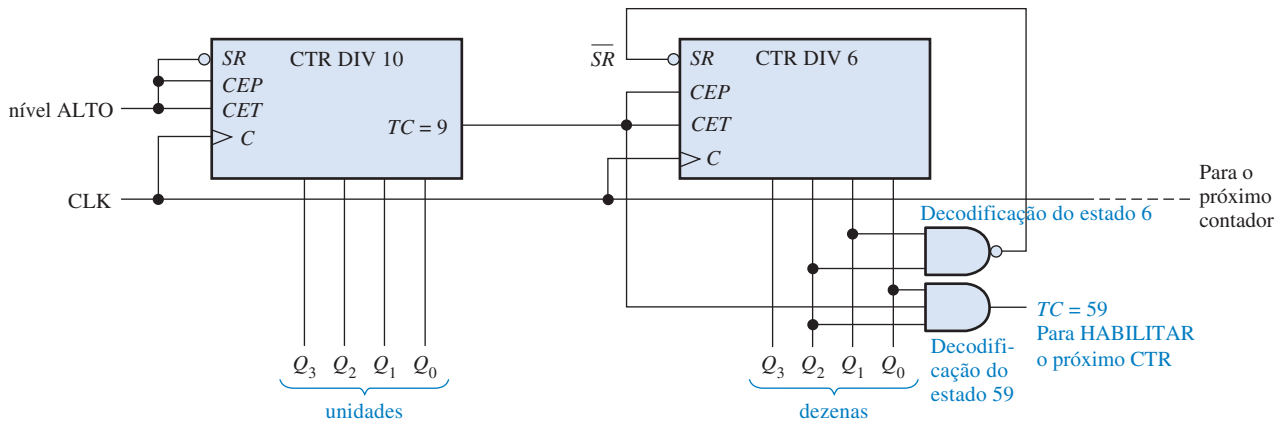 nível ALTO
CLK
SR
CEP
CET
C
CTR DIV 10
TC = 9
Q3 Q2 Q1 Q0
unidades
SR
SR
CEP
CET
C
CTR DIV 6
Q3 Q2 Q1 Q0
dezenas
Decodificação do estado 6
Decodifi-
cação do
estado 59
TC = 59
Para HABILITAR
o próximo CTR
Para o
próximo
contador